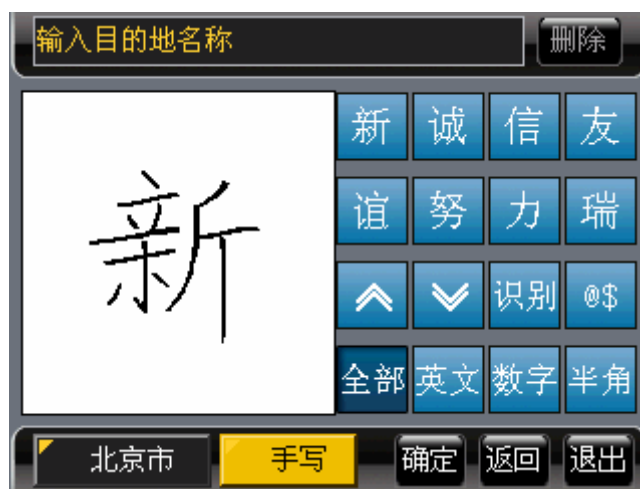 输入目的地名称 删除
新 新 诚 信 友
谊 努 力 瑞
识别 @$
全部 英文 数字 半角
北京市 手写 确定 返回 退出